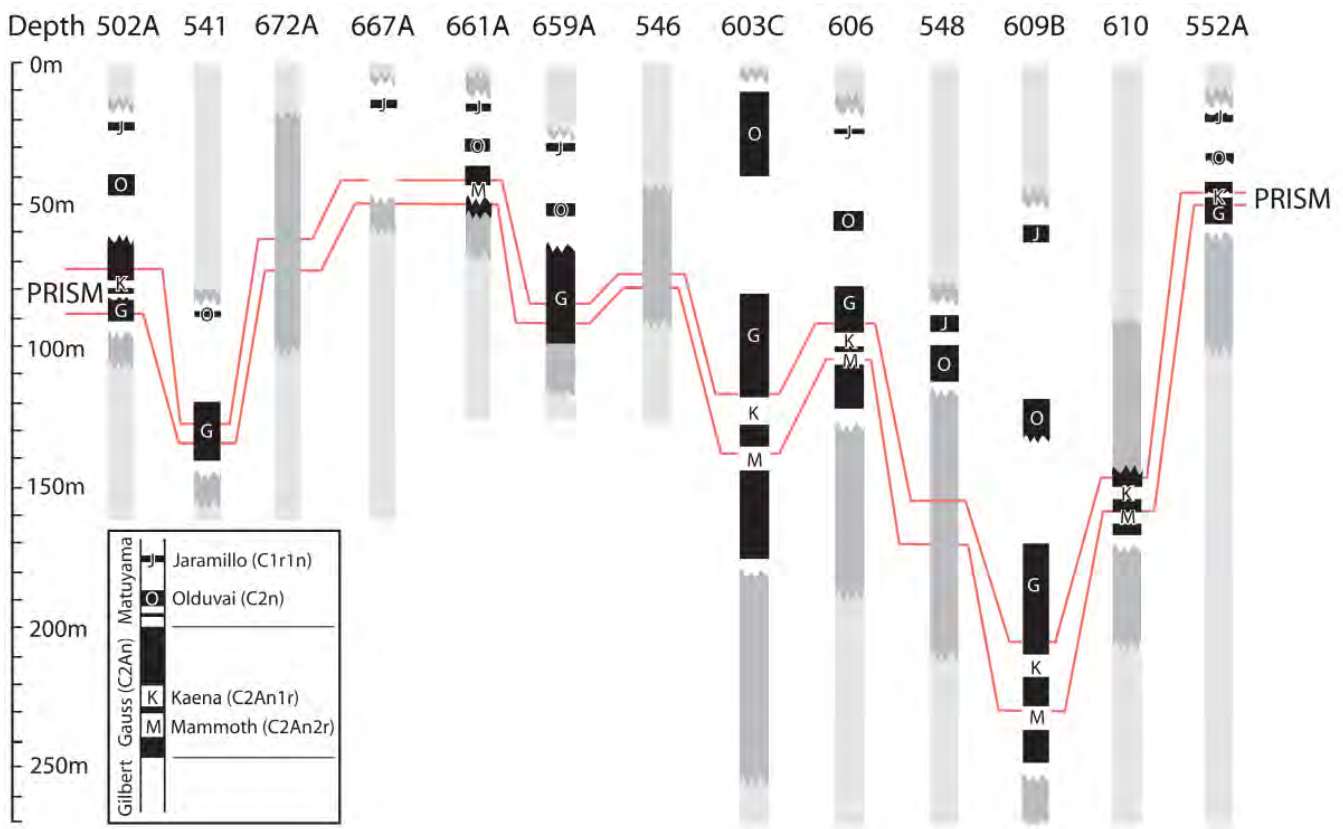 Depth 502A 541 672A 667A 661A 659A 546 603C 606 548 609B 610 552A
0m
J J J J J J J
O O O O
50m
O O O K G PRISM
M
K G G
PRISM G O K J
100m
G G M O
K O
M
150m
K
M
200m
G
K
M
250m
Matuyama
Gauss (C2An)
Gilbert
J Jaramillo (C1r1n)
O Olduvai (C2n)
K Kaena (C2An1r)
M Mammoth (C2An2r)